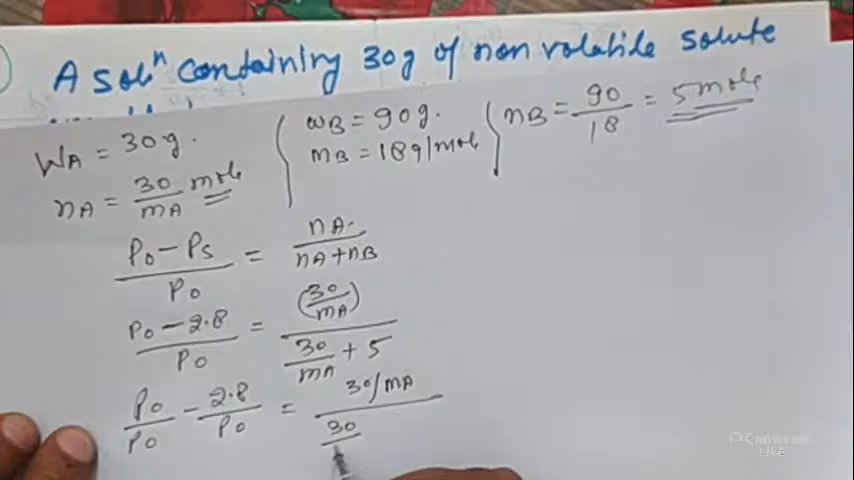 A solⁿ containing 30g of non volatile solute
WA = 30g.
nA = 30/mA mole
WB = 90g.
mB = 18g/mole
nB = 90/18 = 5 mole
P₀ - Ps / P₀ = nA. / nA + nB
P₀ - 2.8 / P₀ = (30/mA) / 30/mA + 5
P₀/P₀ - 2.8/P₀ = 30/MA / 30